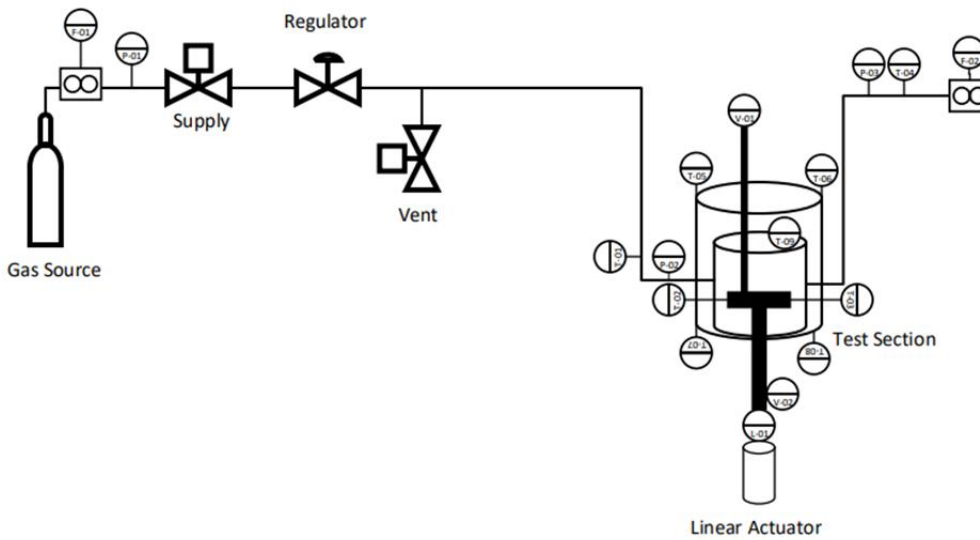 Regulator
F-01
P-01
Supply
Vent
Gas Source
P-03
T-04
F-02
V-01
T-05
T-06
T-09
T-01
P-02
T-02
T-03
T-07
T-08
Test Section
V-02
L-01
Linear Actuator